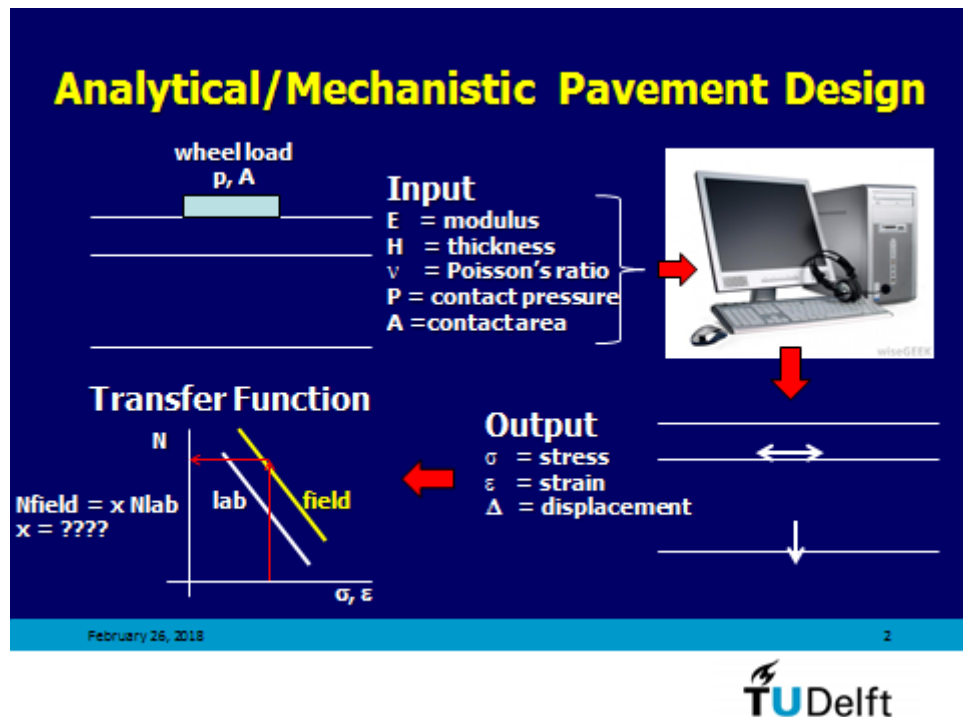 Analytical/Mechanistic Pavement Design
wheel load
p, A
Input
E = modulus
H = thickness
ν = Poisson's ratio
P = contact pressure
A =contact area
wiseGEEK
Transfer Function
N
lab
field
Nfield = x Nlab
x = ????
σ, ε
Output
σ = stress
ε = strain
Δ = displacement
February 26, 2018
2
TUDelft